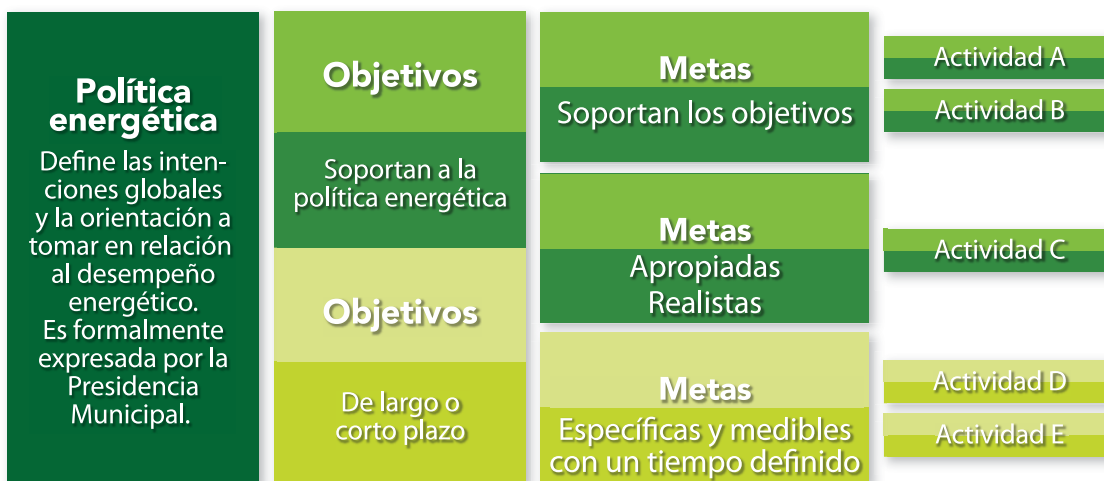 Política
energética
Define las inten-
ciones globales
y la orientación a
tomar en relación
al desempeño
energético.
Es formalmente
expresada por la
Presidencia
Municipal.
Objetivos
Soportan a la
política energética
Objetivos
De largo o
corto plazo
Metas
Soportan los objetivos
Metas
Apropiadas
Realistas
Metas
Específicas y medibles
con un tiempo definido
Actividad A
Actividad B
Actividad C
Actividad D
Actividad E